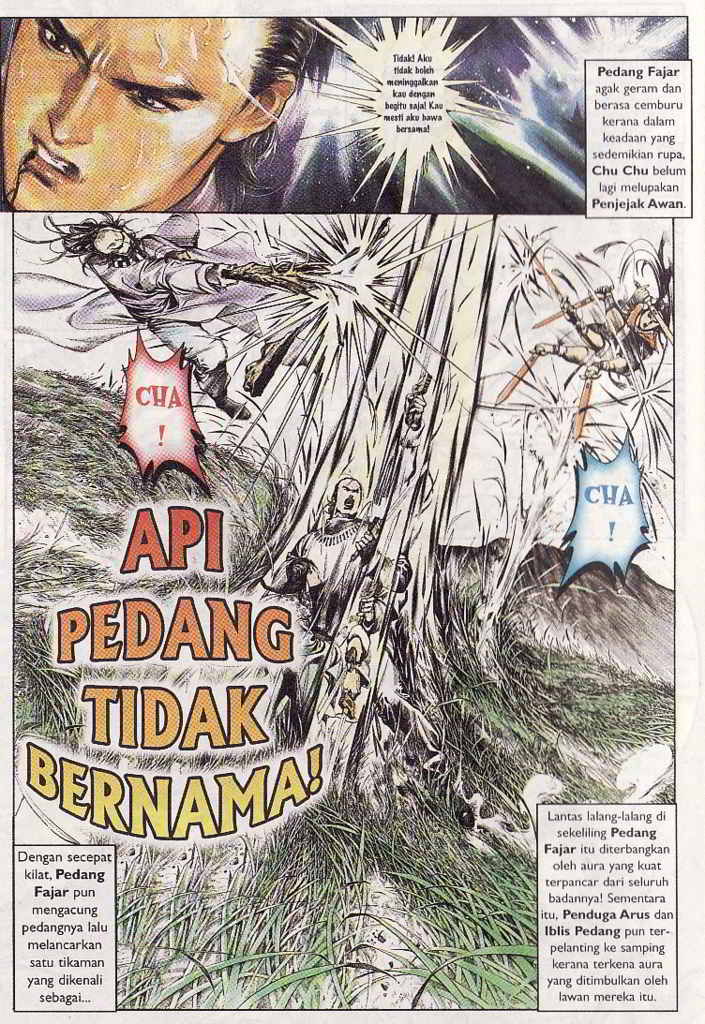 Tidak! Aku
tidak boleh
meninggalkan
kau dengan
begitu saja! Kau
mesti aku bawa
bersama!
Pedang Fajar
agak geram dan
berasa cemburu
kerana dalam
keadaan yang
sedemikian rupa,
Chu Chu belum
lagi melupakan
Penjejak Awan.
CHA
!
CHA
!
API
PEDANG
TIDAK
BERNAMA!
Dengan secepat
kilat, Pedang
Fajar pun
mengacung
pedangnya lalu
melancarkan
satu tikaman
yang dikenali
sebagai...
Lantas lalang-lalang di
sekeliling Pedang
Fajar itu diterbangkan
oleh aura yang kuat
terpancar dari seluruh
badannya! Sementara
itu, Penduga Arus dan
Iblis Pedang pun ter-
pelanting ke samping
kerana terkena aura
yang ditimbulkan oleh
lawan mereka itu.